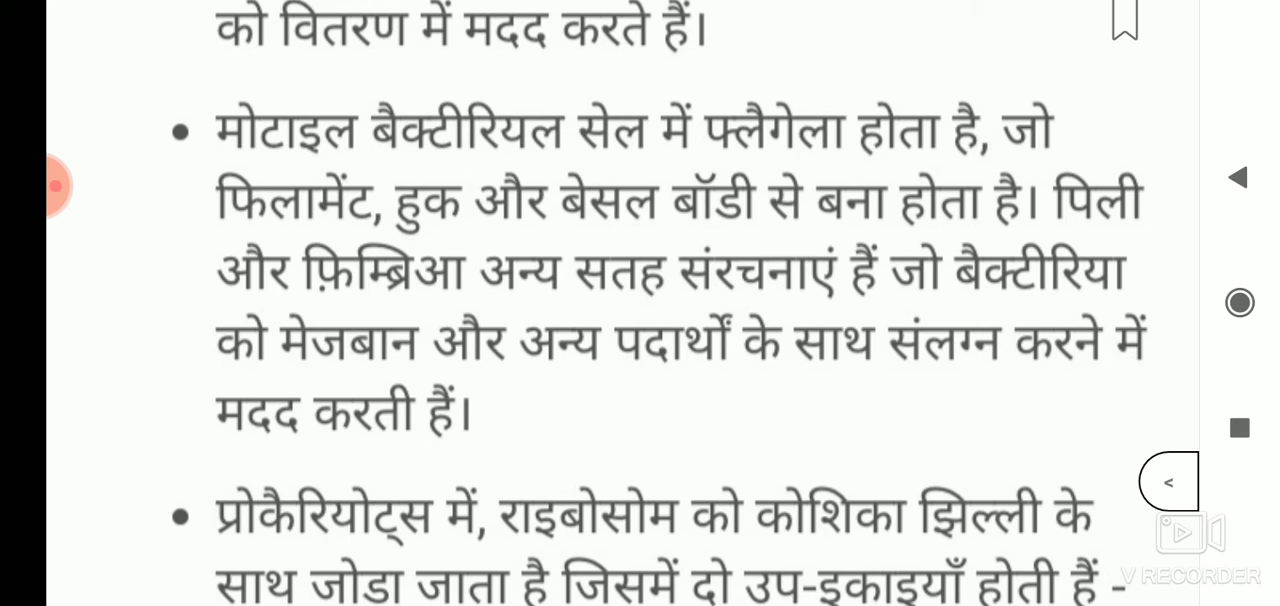 को वितरण में मदद करते हैं।
• मोटाइल बैक्टीरियल सेल में फ्लैगेला होता है, जो
फिलामेंट, हुक और बेसल बॉडी से बना होता है। पिली
और फ़िम्ब्रिआ अन्य सतह संरचनाएं हैं जो बैक्टीरिया
को मेजबान और अन्य पदार्थों के साथ संलग्न करने में
मदद करती हैं।
• प्रोकैरियोट्स में, राइबोसोम को कोशिका झिल्ली के
साथ जोडा जाता है जिसमें दो उप-इकाइयाँ होती हैं -
V RECORDER